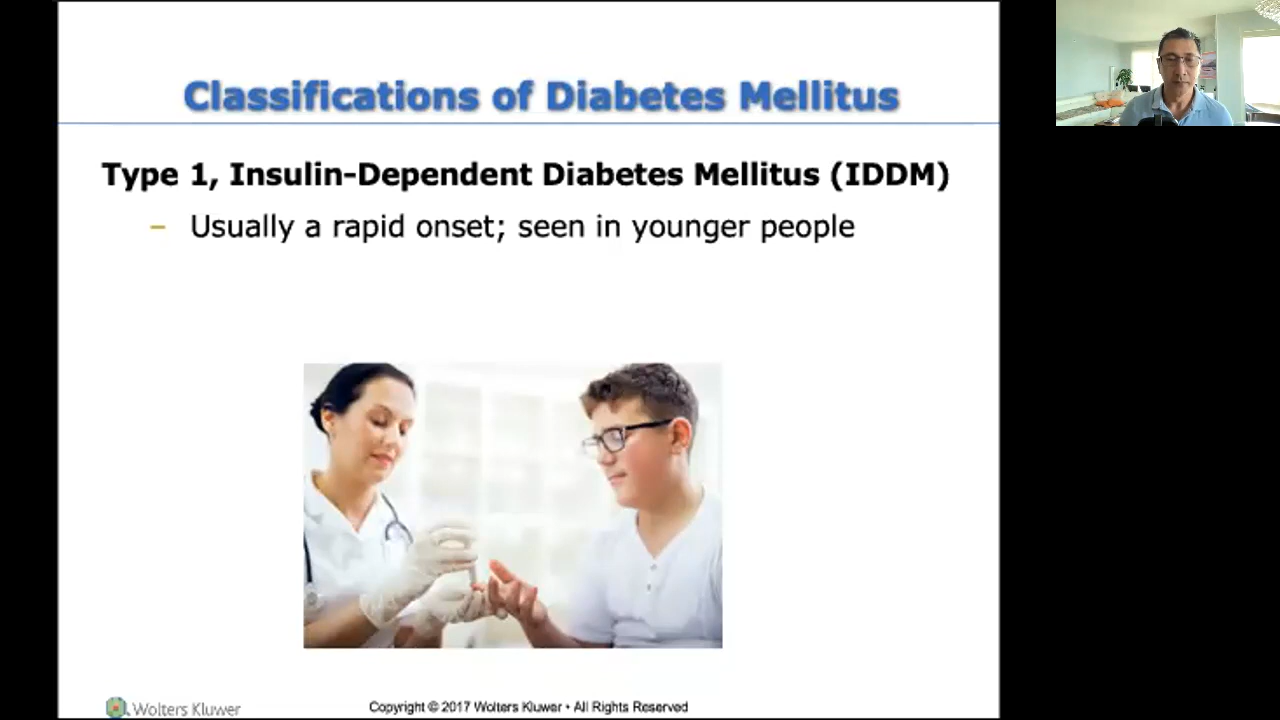 Classifications of Diabetes Mellitus
Type 1, Insulin-Dependent Diabetes Mellitus (IDDM)
– Usually a rapid onset; seen in younger people
Wolters Kluwer
Copyright © 2017 Wolters Kluwer • All Rights Reserved